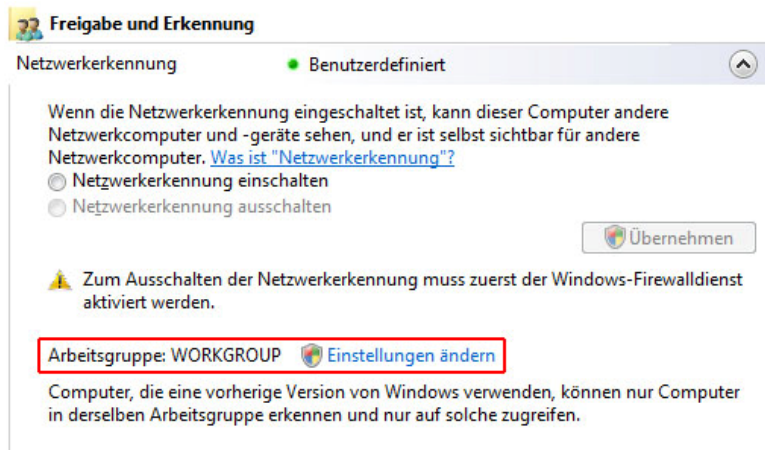 Freigabe und Erkennung
Netzwerkerkennung Benutzerdefiniert
Wenn die Netzwerkerkennung eingeschaltet ist, kann dieser Computer andere
Netzwerkcomputer und -geräte sehen, und er ist selbst sichtbar für andere
Netzwerkcomputer. Was ist "Netzwerkerkennung"?
Netzwerkerkennung einschalten
Netzwerkerkennung ausschalten
Übernehmen
Zum Ausschalten der Netzwerkerkennung muss zuerst der Windows-Firewalldienst
aktiviert werden.
Arbeitsgruppe: WORKGROUP Einstellungen ändern
Computer, die eine vorherige Version von Windows verwenden, können nur Computer
in derselben Arbeitsgruppe erkennen und nur auf solche zugreifen.